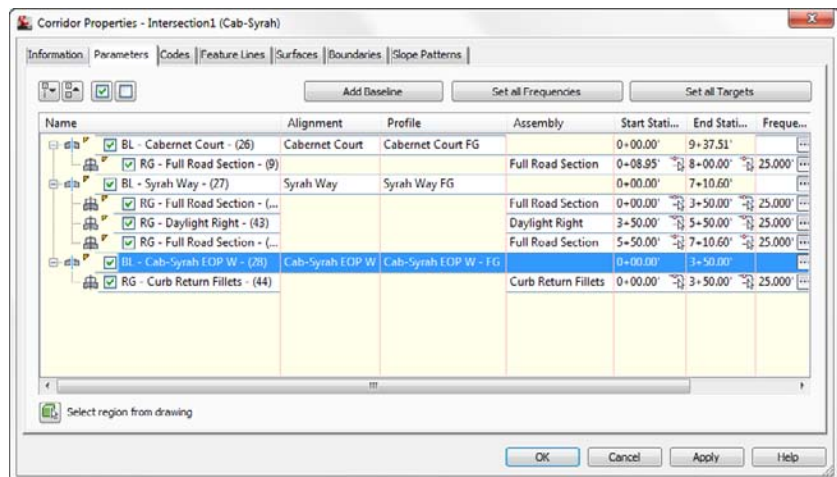 Corridor Properties - Intersection1 (Cab-Syrah)
Information Parameters Codes Feature Lines Surfaces Boundaries Slope Patterns
Add Baseline Set all Frequencies Set all Targets
Name Alignment Profile Assembly Start Stati... End Stati... Freque...
BL - Cabernet Court - (26) Cabernet Court Cabernet Court FG 0+00.00' 9+37.51'
RG - Full Road Section - (9) Full Road Section 0+08.95' 8+00.00' 25.000'
BL - Syrah Way - (27) Syrah Way Syrah Way FG 0+00.00' 7+10.60'
RG - Full Road Section - (... Full Road Section 0+00.00' 3+50.00' 25.000'
RG - Daylight Right - (43) Daylight Right 3+50.00' 5+50.00' 25.000'
RG - Full Road Section - (... Full Road Section 5+50.00' 7+10.60' 25.000'
BL - Cab-Syrah EOP W - (28) Cab-Syrah EOP W Cab-Syrah EOP W - FG 0+00.00' 3+50.00'
RG - Curb Return Fillets - (44) Curb Return Fillets 0+00.00' 3+50.00' 25.000'
Select region from drawing
OK Cancel Apply Help